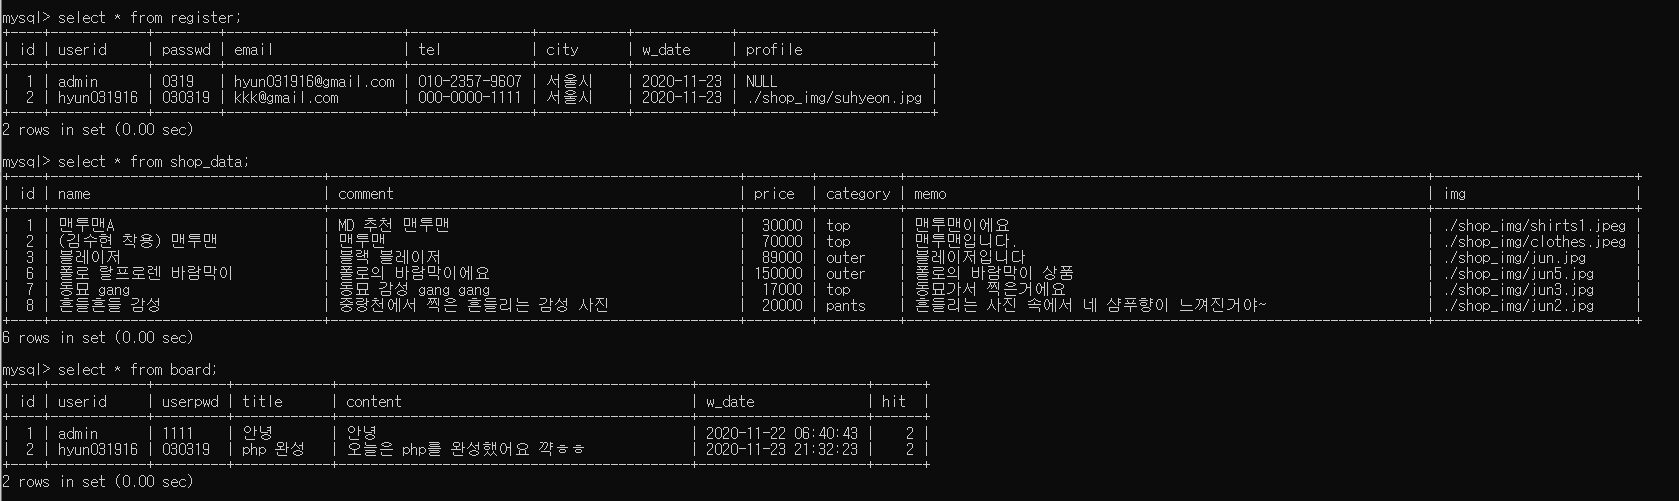 mysql> select * from register;
| id | userid | passwd | email | tel | city | w_date | profile |
| 1 | admin | 0319 | hyun031916@gmail.com | 010-2357-9607 | 서울시 | 2020-11-23 | NULL |
| 2 | hyun031916 | 030319 | kkk@gmail.com | 000-0000-1111 | 서울시 | 2020-11-23 | ./shop_img/suhyeon.jpg |
2 rows in set (0.00 sec)
mysql> select * from shop_data;
| id | name | comment | price | category | memo | img |
| 1 | 맨투맨A | MD 추천 맨투맨 | 30000 | top | 맨투맨이에요 | ./shop_img/shirts1.jpeg |
| 2 | (김수현 착용) 맨투맨 | 맨투맨 | 70000 | top | 맨투맨입니다. | ./shop_img/clothes.jpeg |
| 3 | 블레이저 | 블랙 블레이저 | 89000 | outer | 블레이저입니다 | ./shop_img/jun.jpg |
| 6 | 폴로 랄프로렌 바람막이 | 폴로의 바람막이에요 | 150000 | outer | 폴로의 바람막이 상품 | ./shop_img/jun5.jpg |
| 7 | 동묘 gang | 동묘 감성 gang gang | 17000 | top | 동묘가서 찍은거에요 | ./shop_img/jun3.jpg |
| 8 | 흔들흔들 감성 | 중랑천에서 찍은 흔들리는 감성 사진 | 20000 | pants | 흔들리는 사진 속에서 네 샴푸향이 느껴진거야~ | ./shop_img/jun2.jpg |
6 rows in set (0.00 sec)
mysql> select * from board;
| id | userid | userpwd | title | content | w_date | hit |
| 1 | admin | 1111 | 안녕 | 안녕 | 2020-11-22 06:40:43 | 2 |
| 2 | hyun031916 | 030319 | php 완성 | 오늘은 php를 완성했어요 꺅ㅎㅎ | 2020-11-23 21:32:23 | 2 |
2 rows in set (0.00 sec)